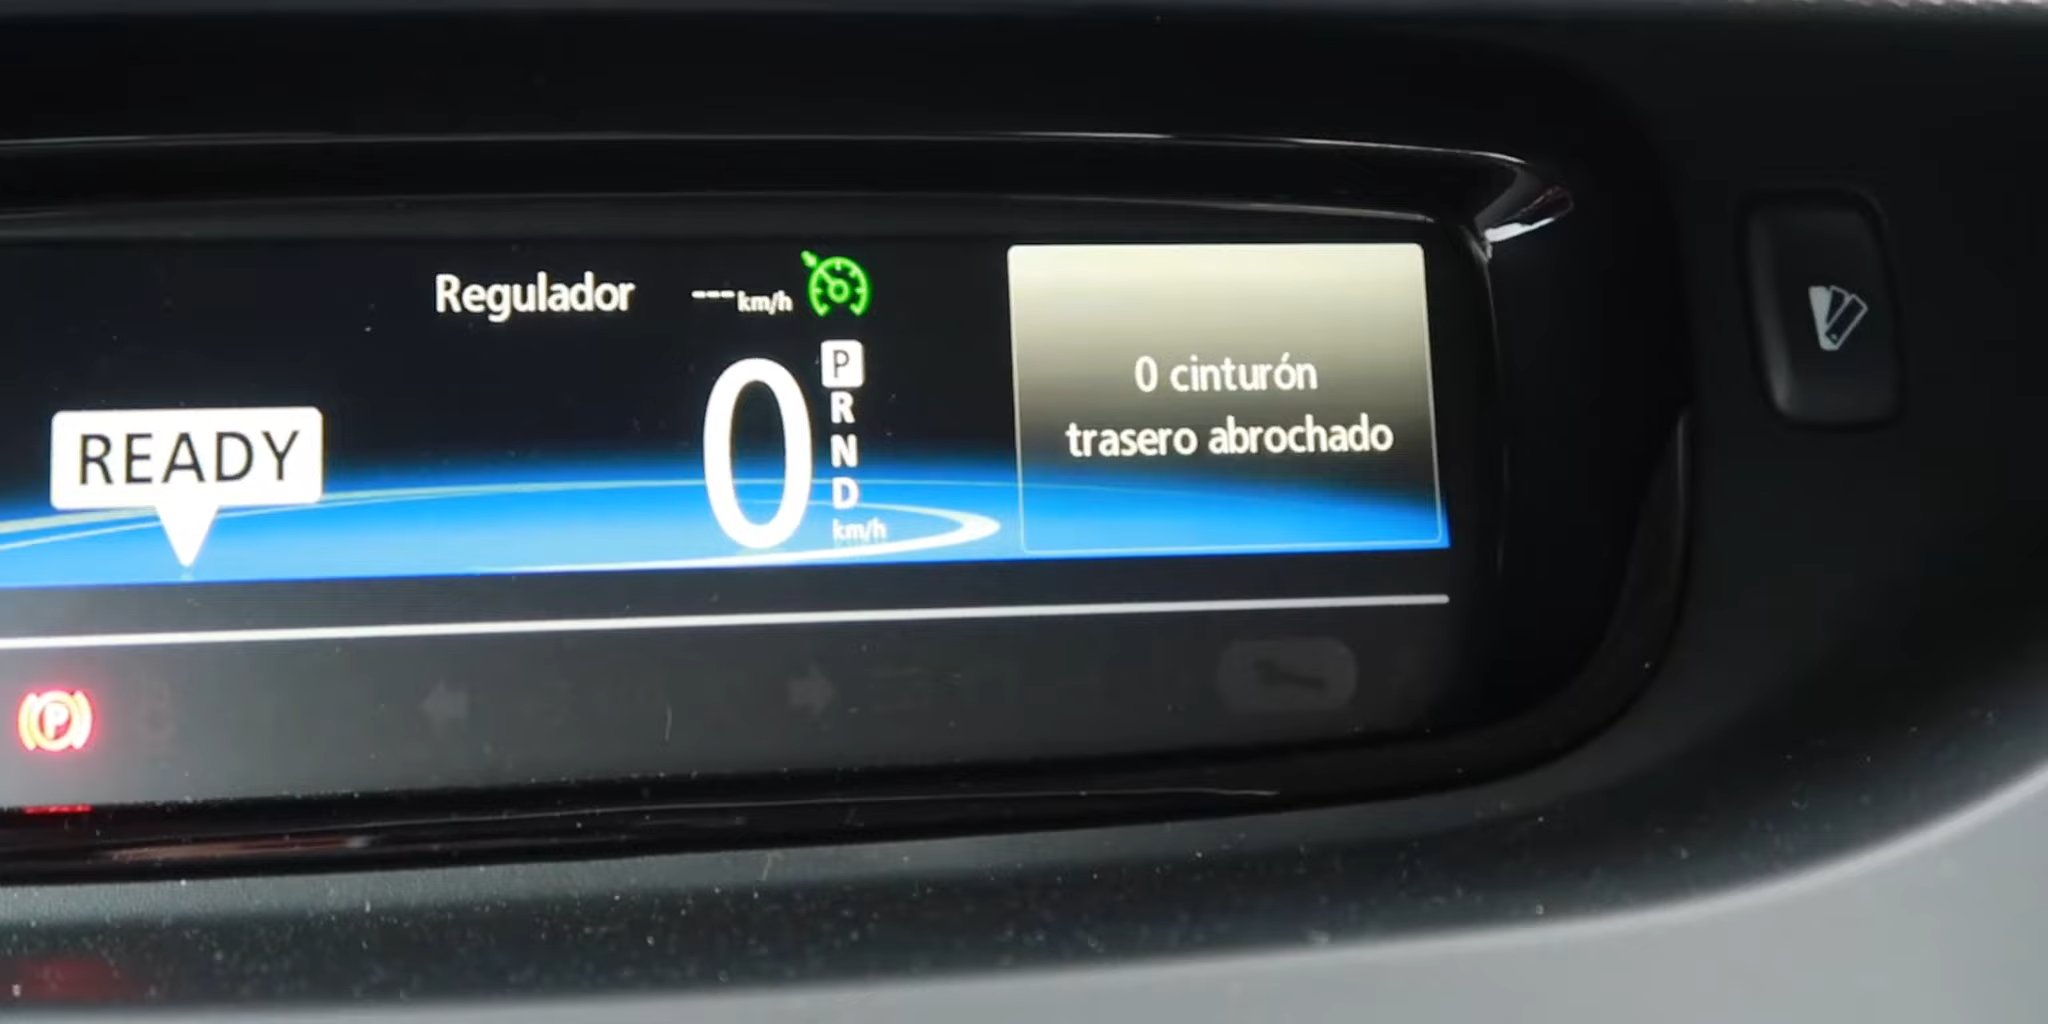 Regulador ---km/h
P
R
N
D
0 km/h
READY
0 cinturón
trasero abrochado
P